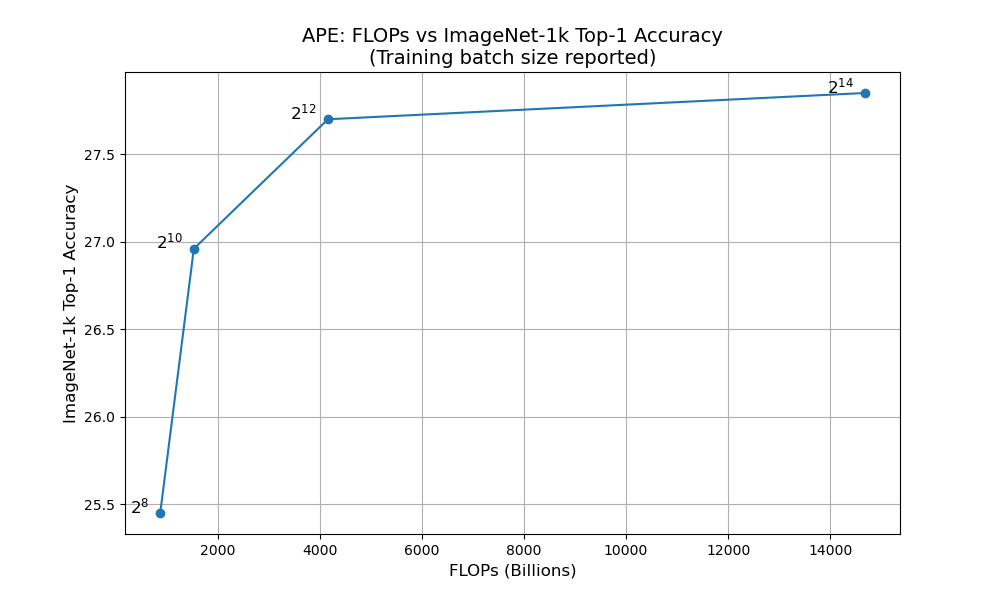 APE: FLOPs vs ImageNet-1k Top-1 Accuracy
(Training batch size reported)
ImageNet-1k Top-1 Accuracy
27.5
27.0
26.5
26.0
25.5
2^8
2^10
2^12
2^14
2000 4000 6000 8000 10000 12000 14000
FLOPs (Billions)